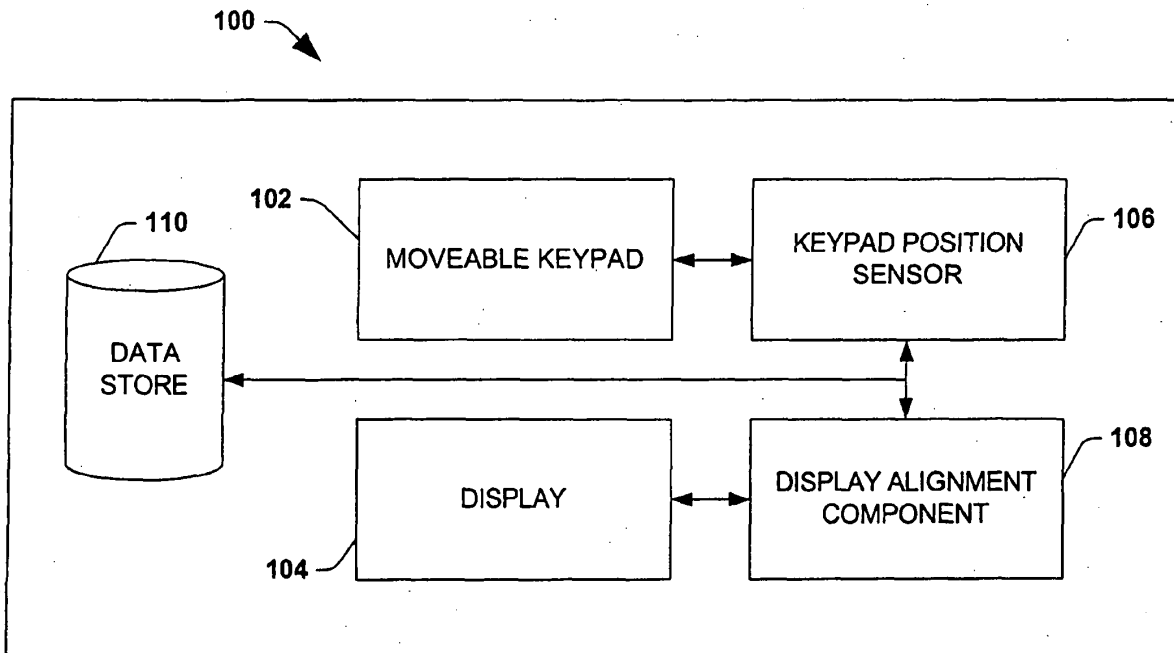 100
102
MOVEABLE KEYPAD
KEYPAD POSITION
SENSOR
106
110
DATA
STORE
DISPLAY
104
DISPLAY ALIGNMENT
COMPONENT
108